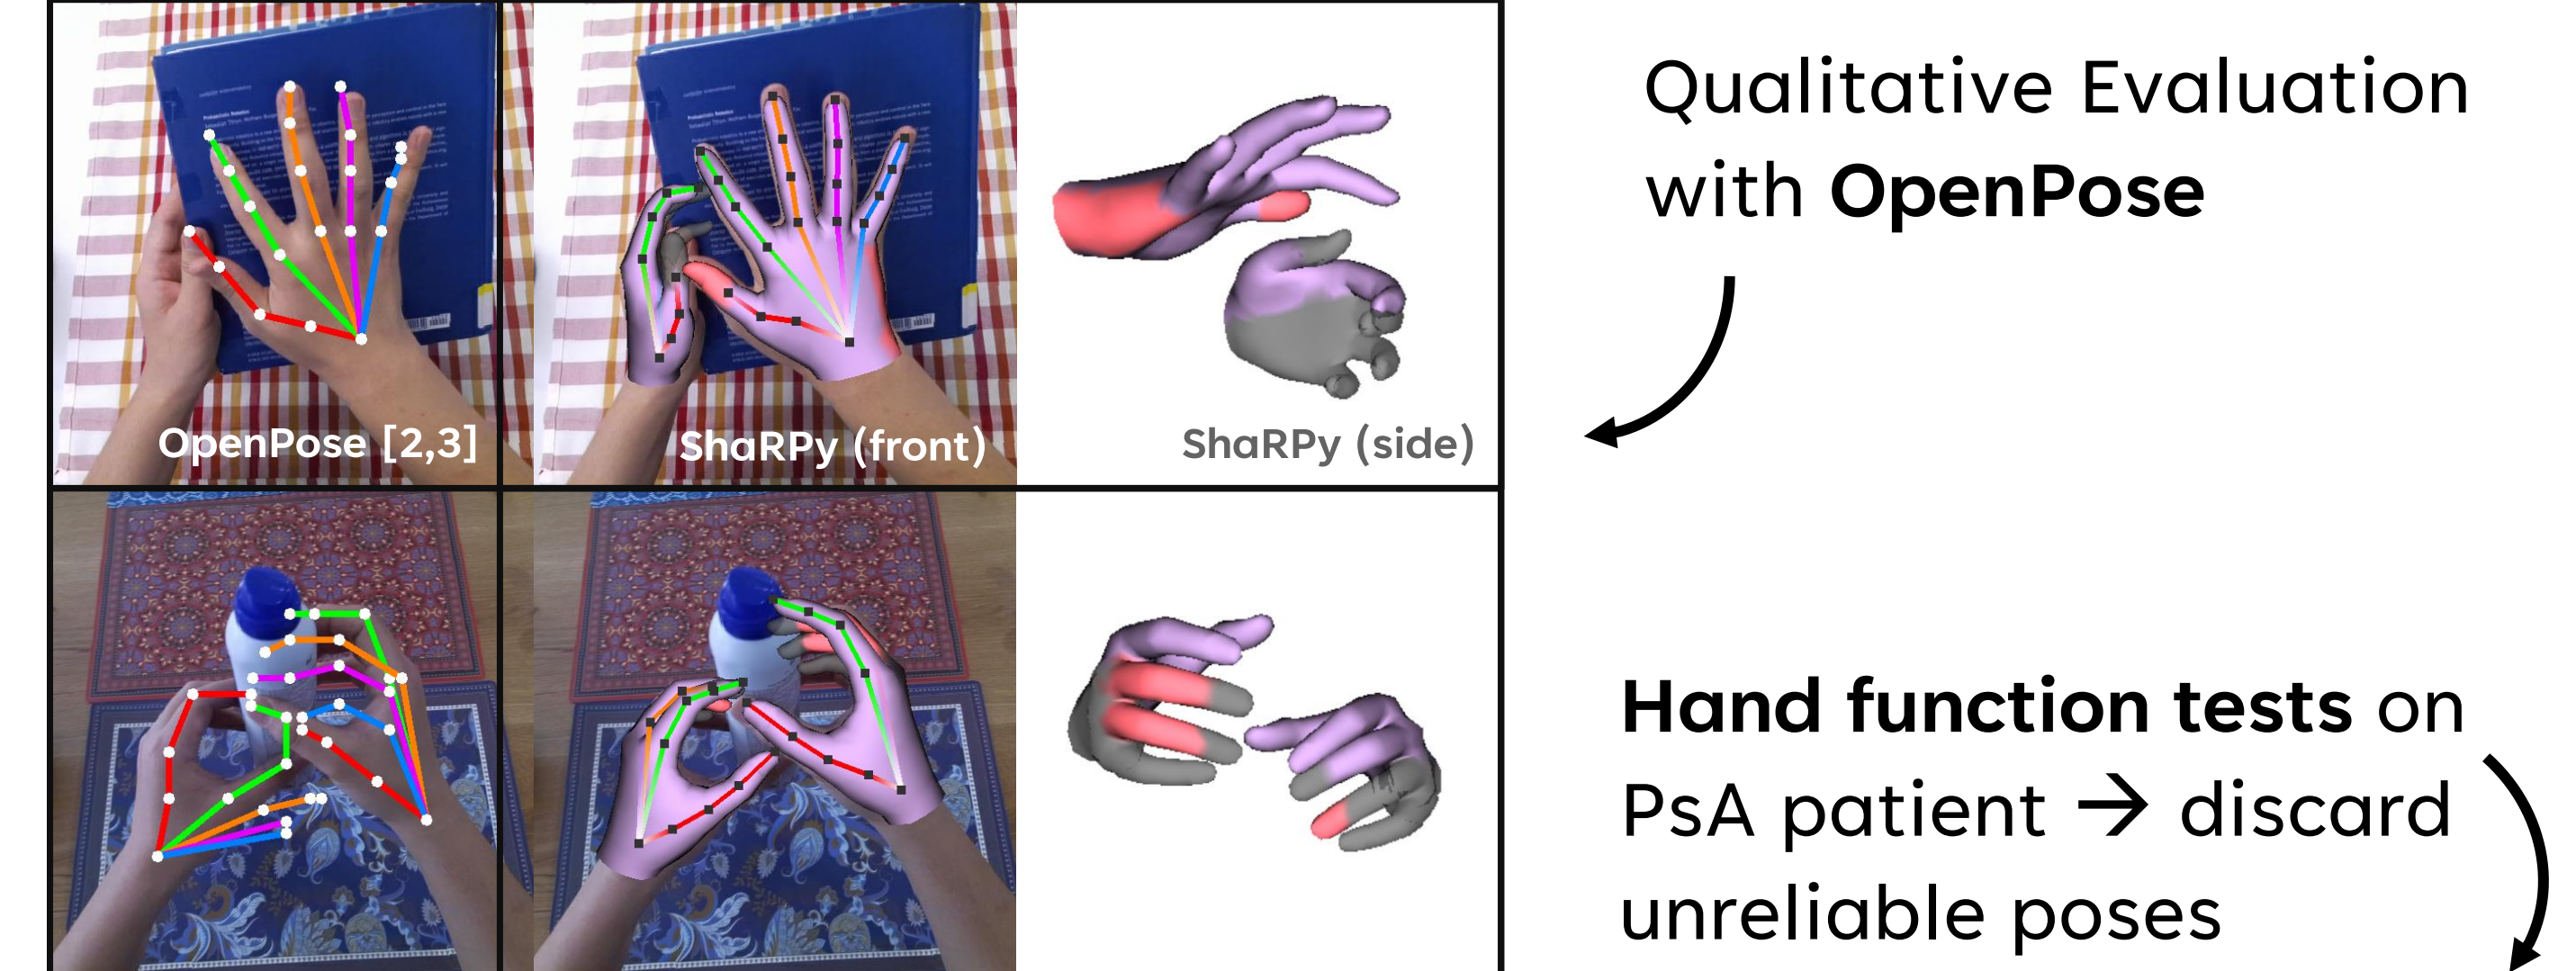 OpenPose [2,3]
ShaRPy (front)
ShaRPy (side)
Qualitative Evaluation
with OpenPose
Hand function tests on
PsA patient → discard
unreliable poses